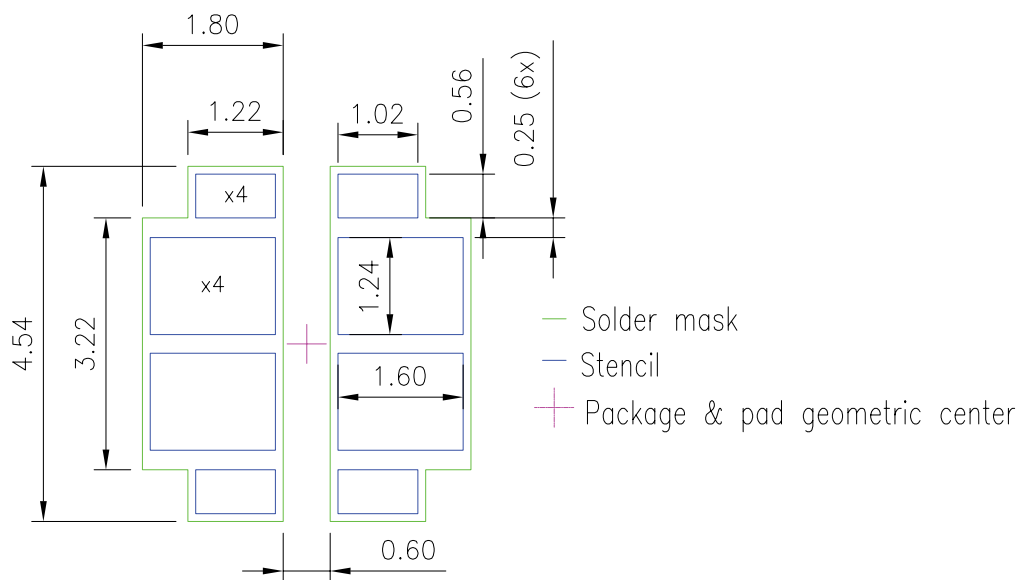 1.80
1.22
1.02
0.56
0.25 (6x)
x4
x4
1.24
4.54
3.22
1.60
0.60
Solder mask
Stencil
Package & pad geometric center